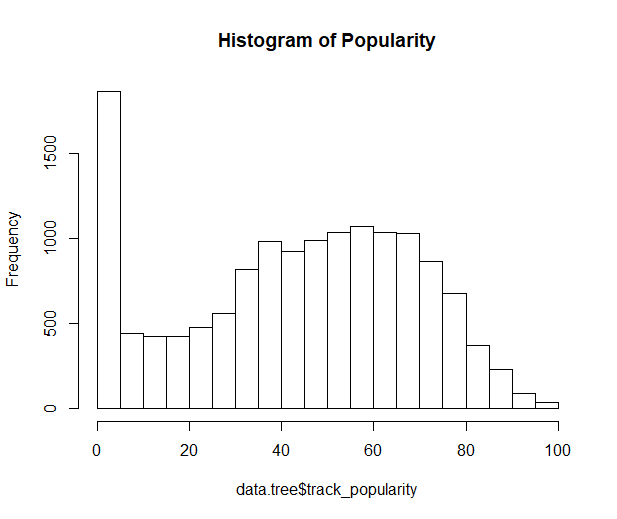 Histogram of Popularity
Frequency
1500
1000
500
0
0 20 40 60 80 100
data.tree$track_popularity